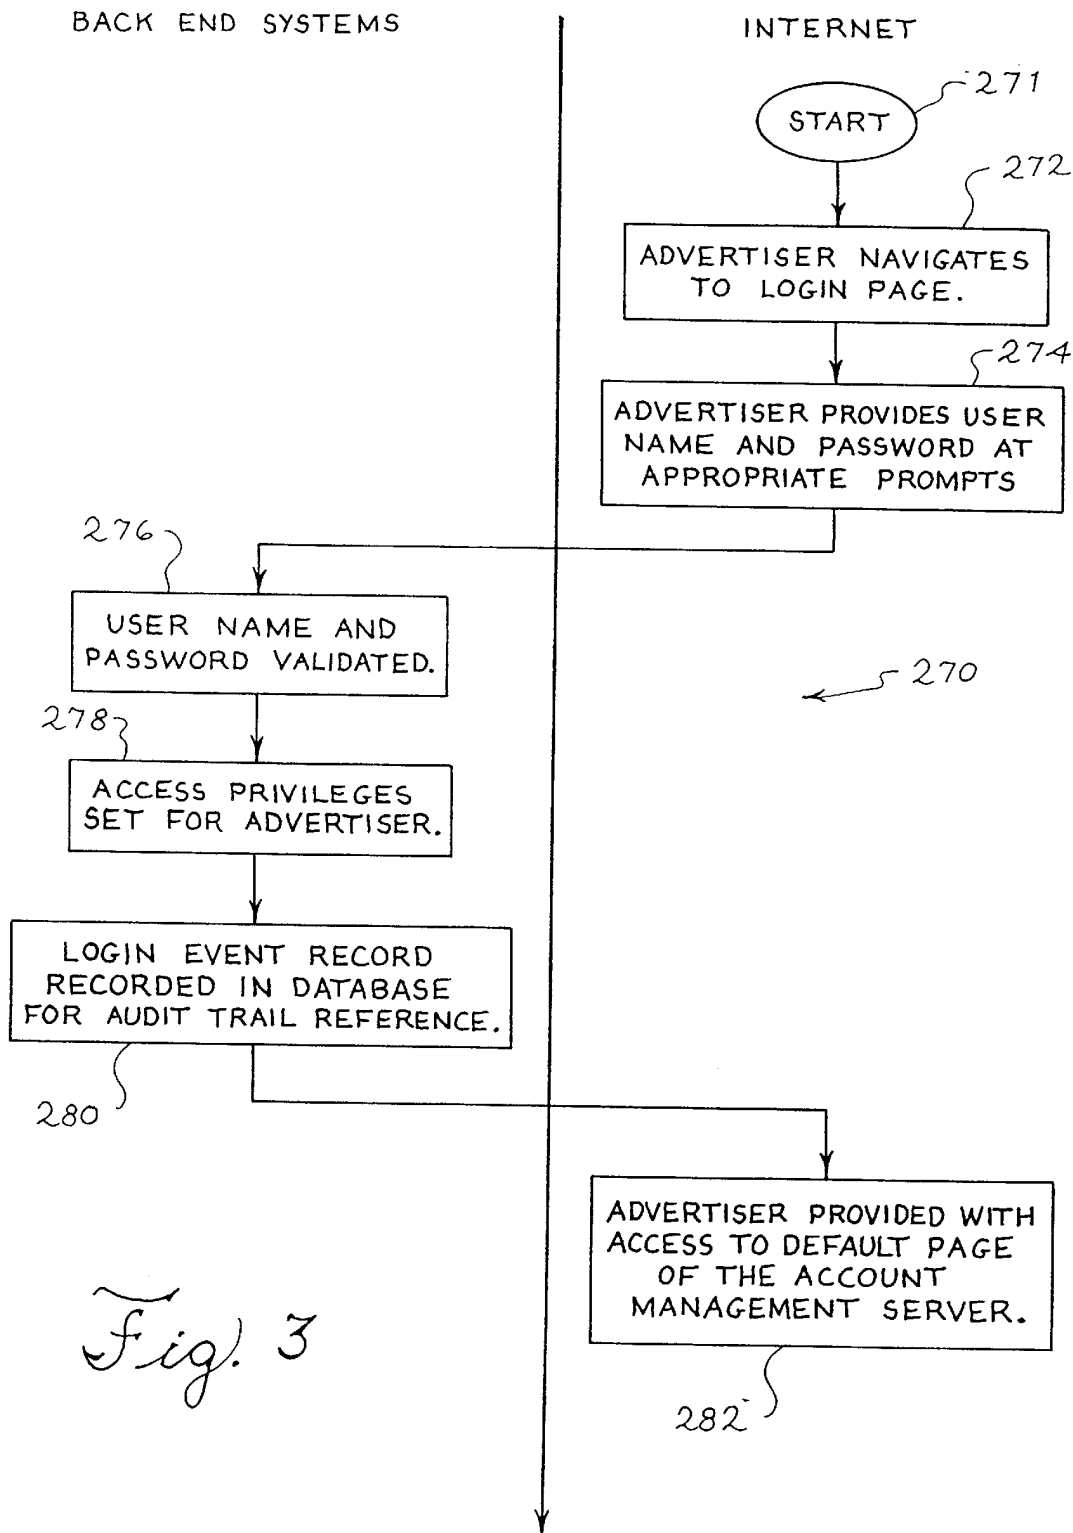 BACK END SYSTEMS
INTERNET
271
START
272
ADVERTISER NAVIGATES
TO LOGIN PAGE.
274
ADVERTISER PROVIDES USER
NAME AND PASSWORD AT
APPROPRIATE PROMPTS
276
USER NAME AND
PASSWORD VALIDATED.
270
278
ACCESS PRIVILEGES
SET FOR ADVERTISER.
LOGIN EVENT RECORD
RECORDED IN DATABASE
FOR AUDIT TRAIL REFERENCE.
280
ADVERTISER PROVIDED WITH
ACCESS TO DEFAULT PAGE
OF THE ACCOUNT
MANAGEMENT SERVER.
282
Fig. 3